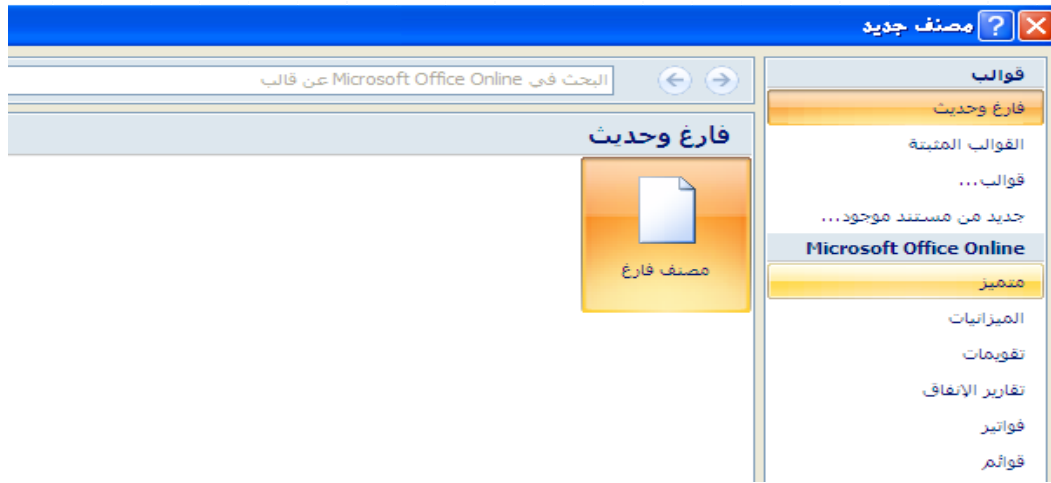 مصنف جديد
قوالب
فارغ وحديث
القوالب المثبتة
قوالب...
جديد من مستند موجود...
Microsoft Office Online
متميز
الميزانيات
تقويمات
تقارير الإنفاق
فواتير
قوائم
البحث في Microsoft Office Online عن قالب
فارغ وحديث
مصنف فارغ